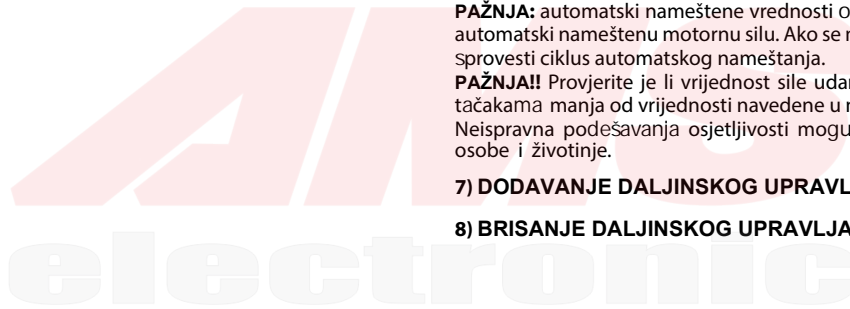 PAŽNJA: automatski nameštene vrednosti
automatski nameštenu motornu silu. Ako se
sprovesti ciklus automatskog nameštanja.
PAŽNJA!! Provjerite je li vrijednost sile
tačakama manja od vrijednosti navedene u
Neispravna podešavanja osjetljivosti mogu
osobe i životinje.
7) DODAVANJE DALJINSKOG
8) BRISANJE DALJINSKOG
AMS
electronic